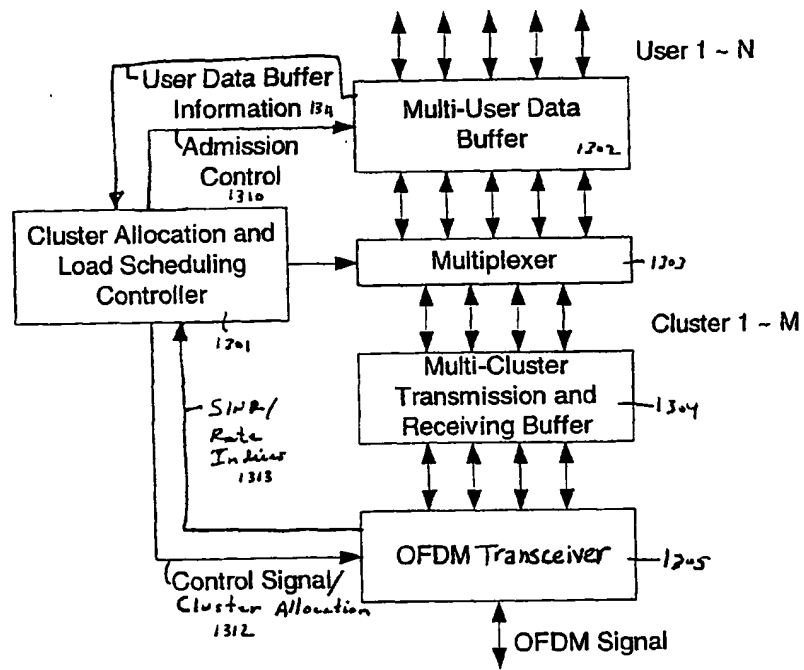 User 1 ~ N
User Data Buffer
Information
Multi-User Data
Buffer
1302
Admission
Control
1310
Cluster Allocation and
Load Scheduling
Controller
1301
Multiplexer
1303
Cluster 1 ~ M
Multi-Cluster
Transmission and
Receiving Buffer
1304
SINR/
Rate
Indices
1313
OFDM Transceiver
Control Signal/
Cluster Allocation
1312
OFDM Signal